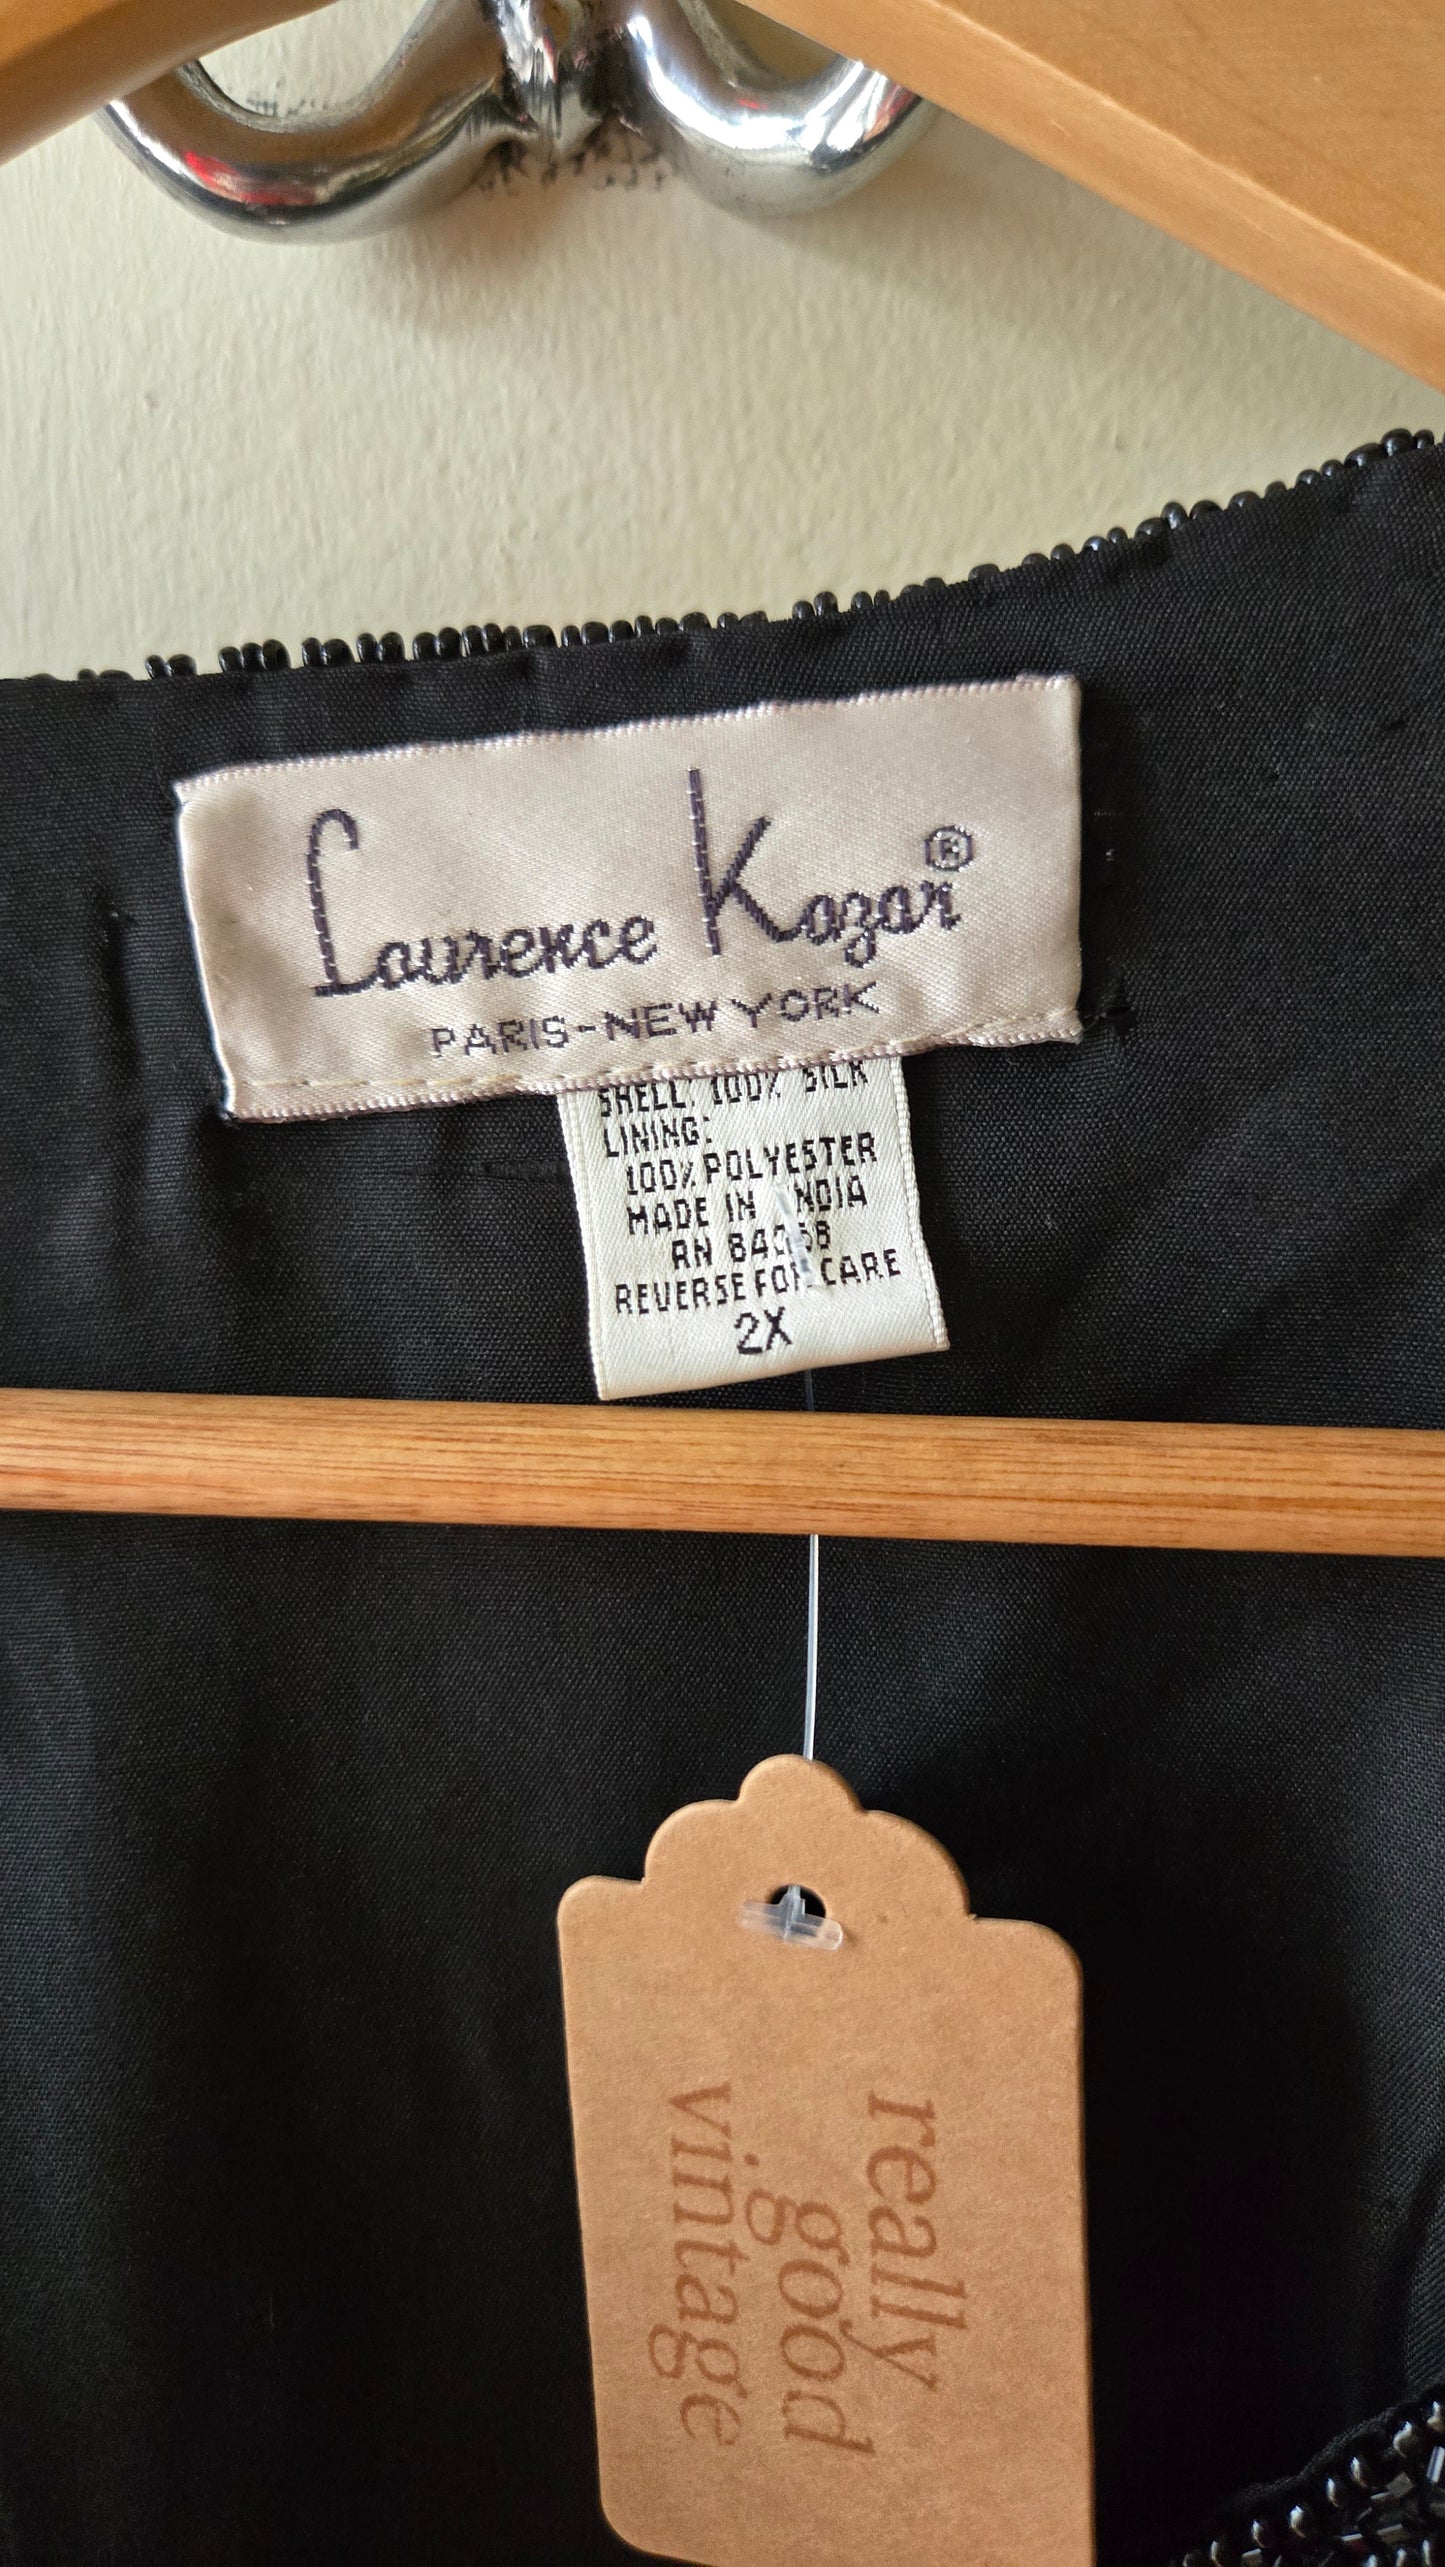 Laurence Kazar®
PARIS-NEW YORK
SHELL: 100% SILK
LINING:
100% POLYESTER
MADE IN INDIA
RN
REVERSE FOR CARE
2X
really
good
vintage